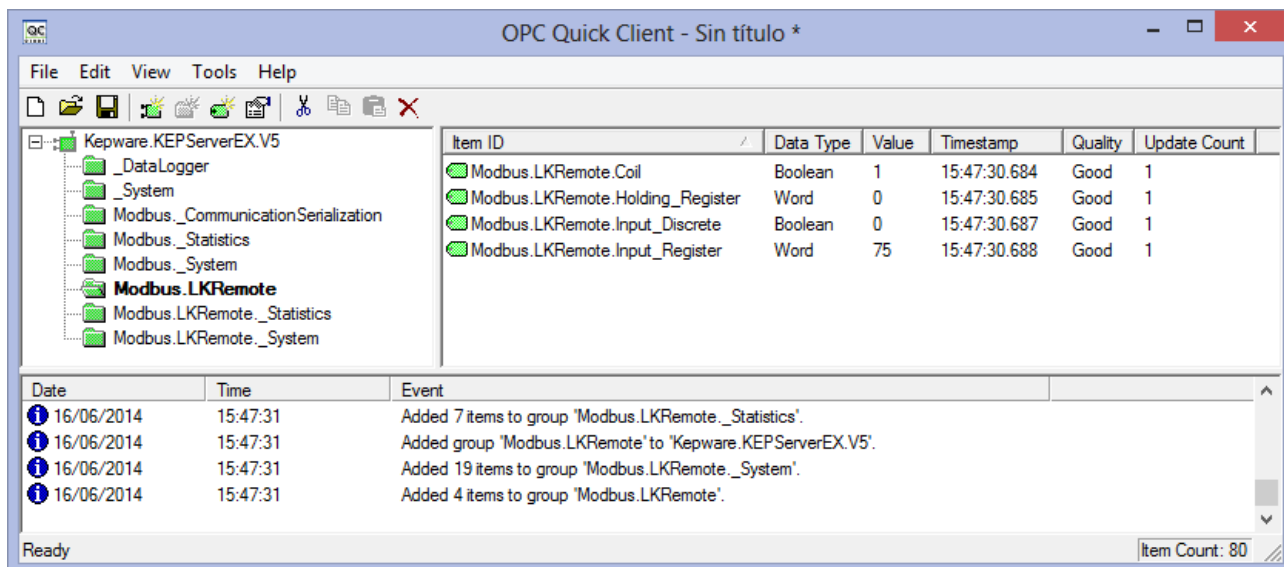 OPC Quick Client - Sin título *
File Edit View Tools Help
Kepware.KEPServerEX.V5
_DataLogger
_System
Modbus._CommunicationSerialization
Modbus._Statistics
Modbus._System
Modbus.LKRemote
Modbus.LKRemote._Statistics
Modbus.LKRemote._System
Item ID Data Type Value Timestamp Quality Update Count
Modbus.LKRemote.Coil Boolean 1 15:47:30.684 Good 1
Modbus.LKRemote.Holding_Register Word 0 15:47:30.685 Good 1
Modbus.LKRemote.Input_Discrete Boolean 0 15:47:30.687 Good 1
Modbus.LKRemote.Input_Register Word 75 15:47:30.688 Good 1
Date Time Event
16/06/2014 15:47:31 Added 7 items to group 'Modbus.LKRemote._Statistics'.
16/06/2014 15:47:31 Added group 'Modbus.LKRemote' to 'Kepware.KEPServerEX.V5'.
16/06/2014 15:47:31 Added 19 items to group 'Modbus.LKRemote._System'.
16/06/2014 15:47:31 Added 4 items to group 'Modbus.LKRemote'.
Ready Item Count: 80